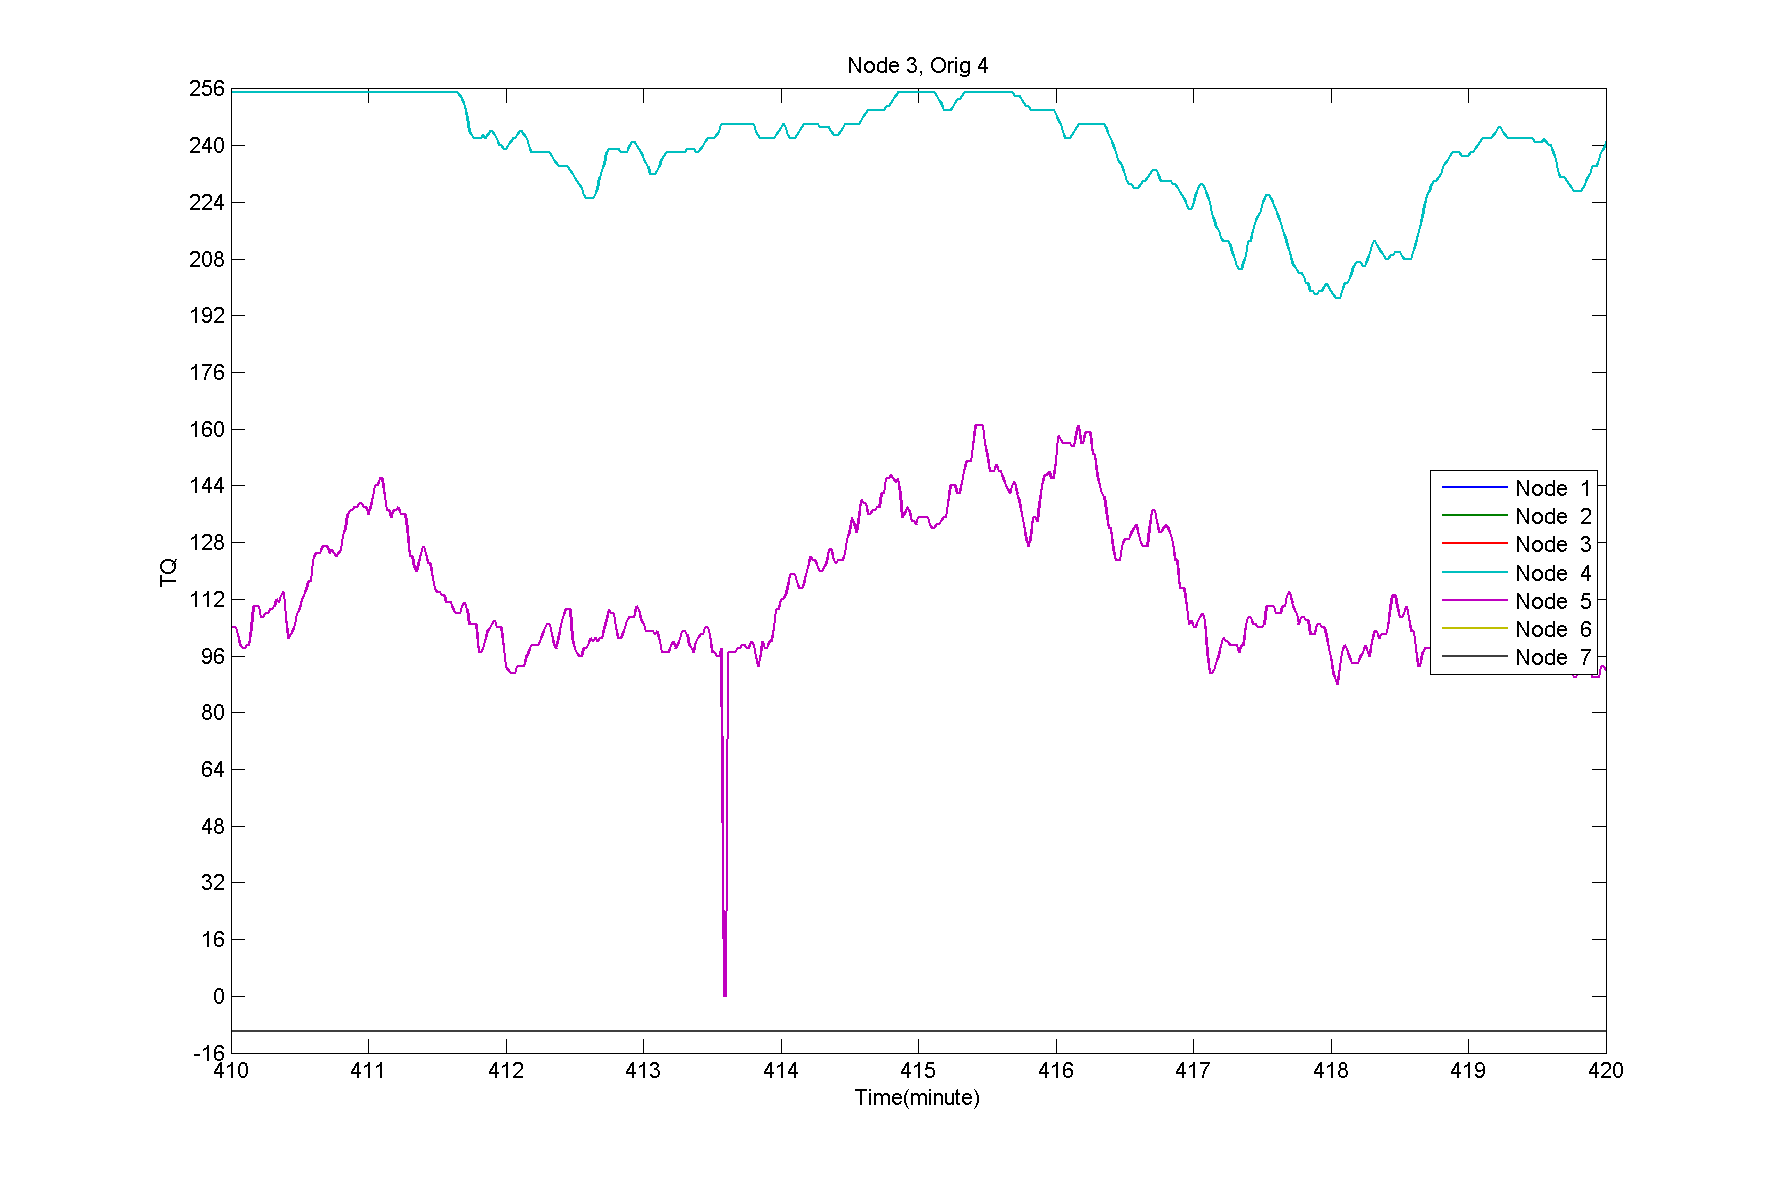 Node 3, Orig 4
256
240
224
208
192
176
160
144
128
112
96
80
64
48
32
16
0
-16
TQ
Node 1
Node 2
Node 3
Node 4
Node 5
Node 6
Node 7
410 411 412 413 414 415 416 417 418 419 420
Time(minute)